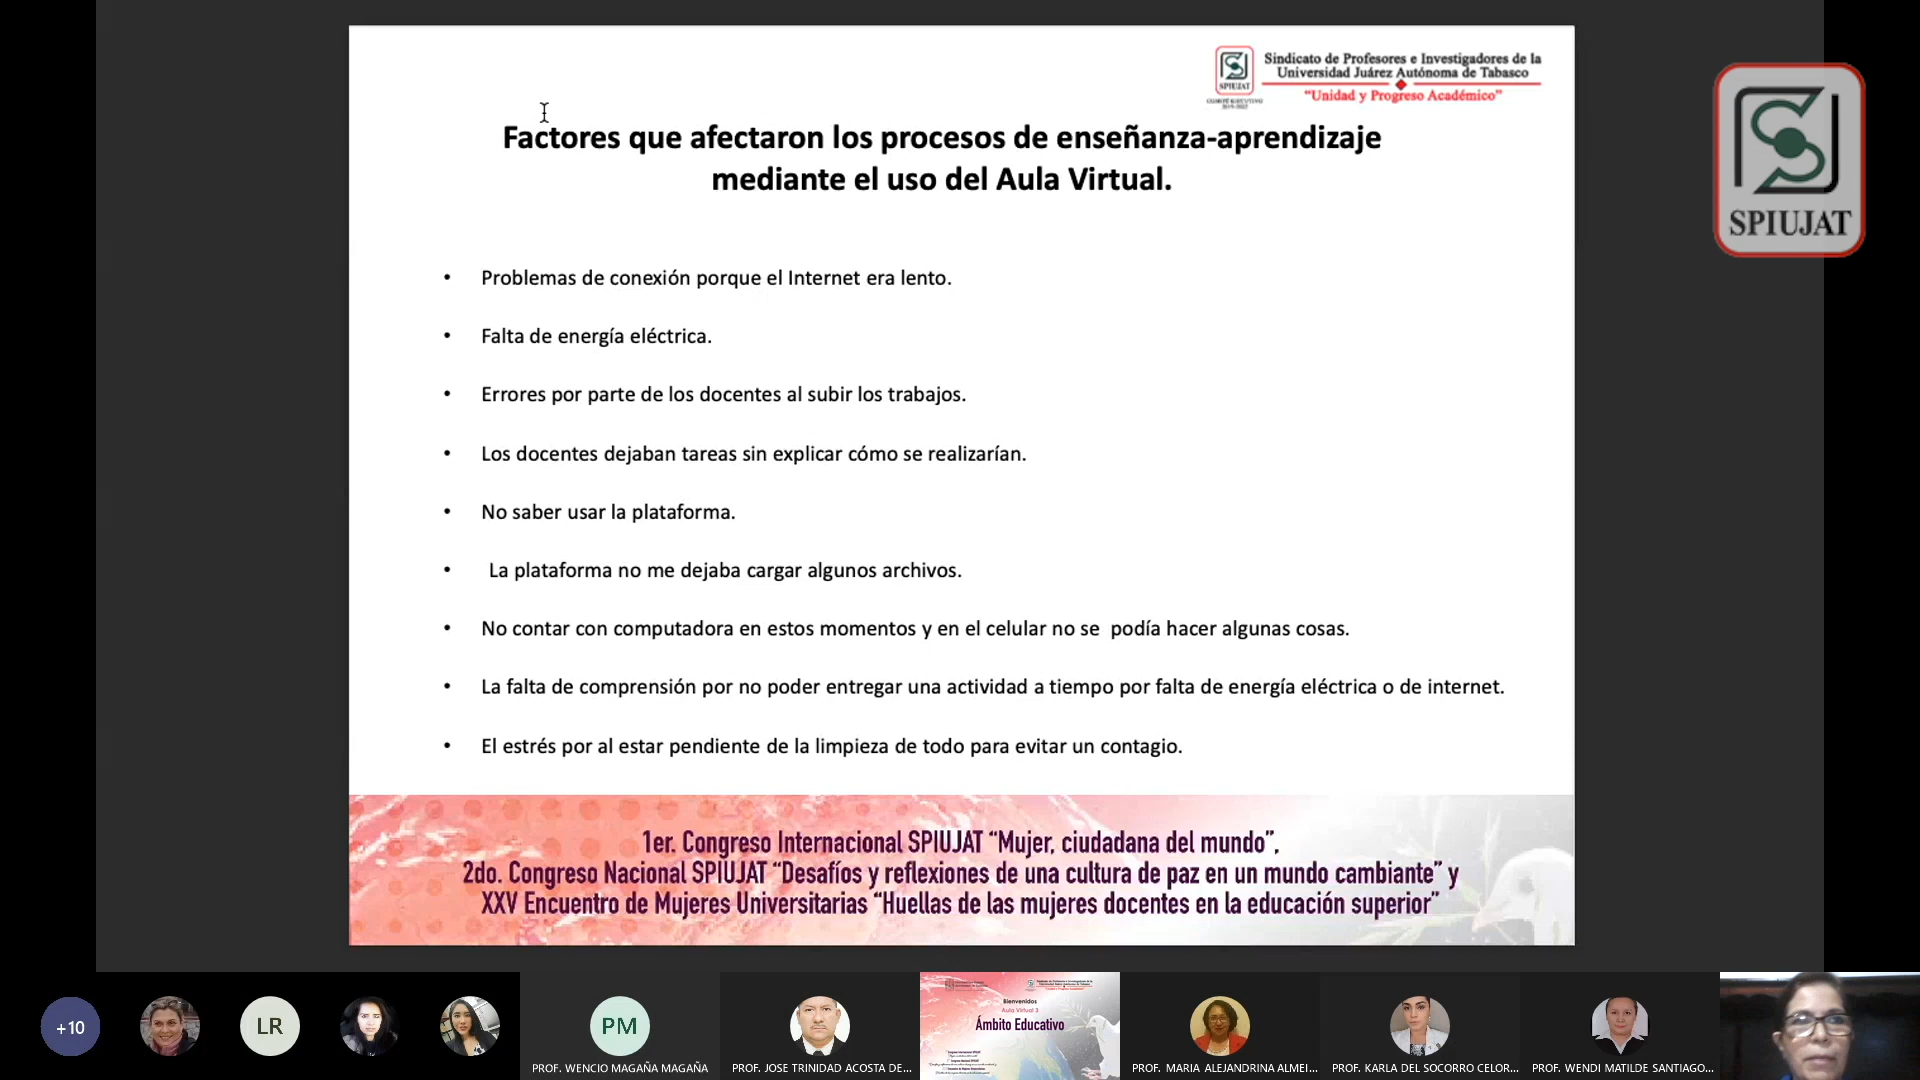 Sindicato de Profesores e Investigadores de la
Universidad Juárez Autónoma de Tabasco
“Unidad y Progreso Académico”
SPIUJAT
COMITÉ EJECUTIVO
SPIUJAT
Factores que afectaron los procesos de enseñanza-aprendizaje
mediante el uso del Aula Virtual.
• Problemas de conexión porque el Internet era lento.
• Falta de energía eléctrica.
• Errores por parte de los docentes al subir los trabajos.
• Los docentes dejaban tareas sin explicar cómo se realizarían.
• No saber usar la plataforma.
• La plataforma no me dejaba cargar algunos archivos.
• No contar con computadora en estos momentos y en el celular no se podía hacer algunas cosas.
• La falta de comprensión por no poder entregar una actividad a tiempo por falta de energía eléctrica o de internet.
• El estrés por al estar pendiente de la limpieza de todo para evitar un contagio.
1er. Congreso Internacional SPIUJAT “Mujer, ciudadana del mundo”,
2do. Congreso Nacional SPIUJAT “Desafíos y reflexiones de una cultura de paz en un mundo cambiante” y
XXV Encuentro de Mujeres Universitarias “Huellas de las mujeres docentes en la educación superior”
+10
LR
PM
PROF. WENCIO MAGAÑA MAGAÑA
PROF. JOSE TRINIDAD ACOSTA DE...
Bienvenidos
Aula Virtual 3
Ámbito Educativo
PROF. MARIA ALEJANDRINA ALMEI...
PROF. KARLA DEL SOCORRO CELOR...
PROF. WENDI MATILDE SANTIAGO...